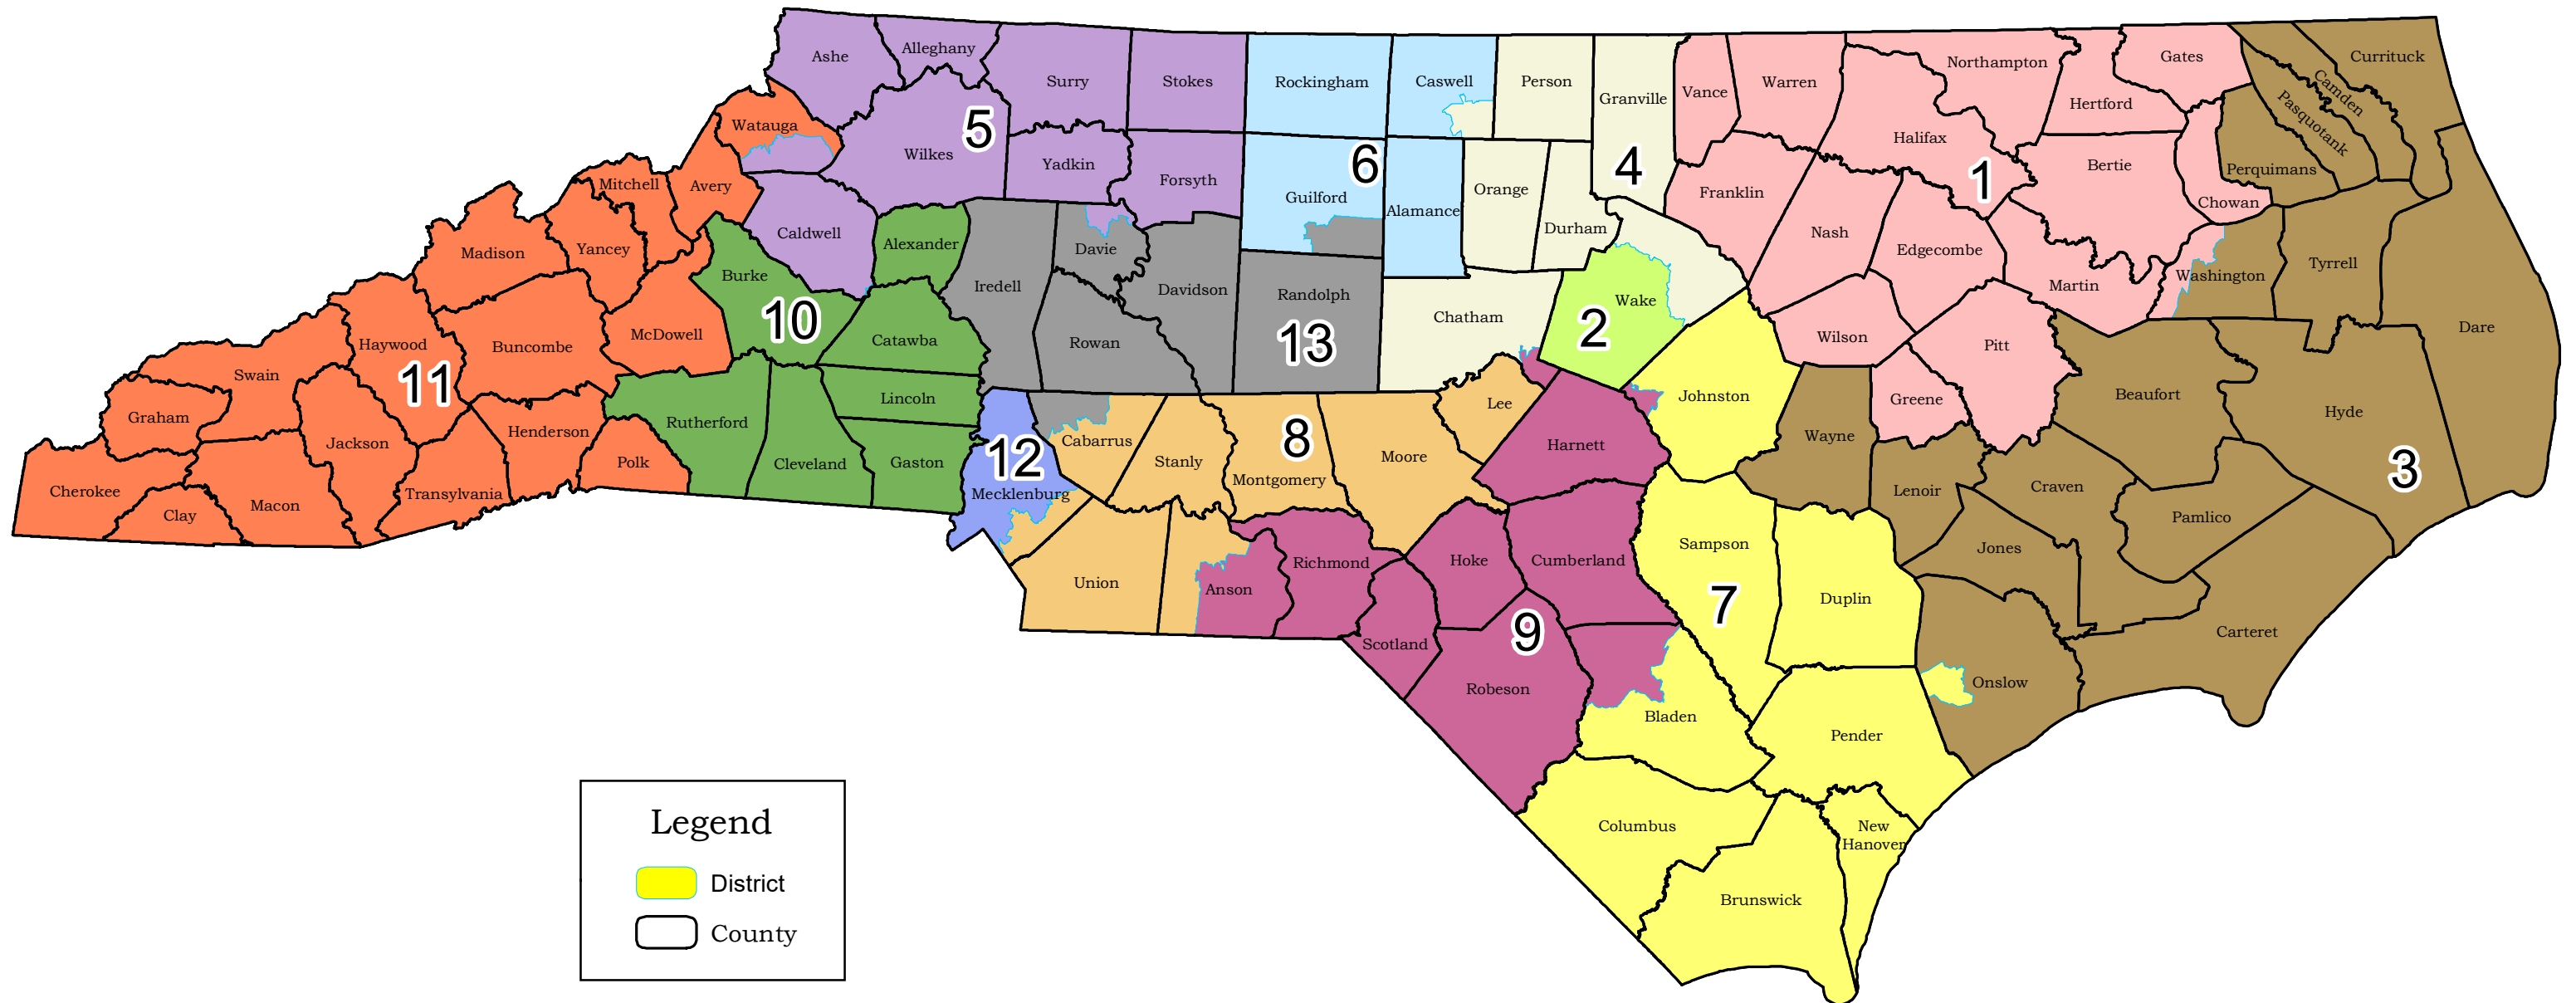 Ashe
Alleghany
Surry
Stokes
Rockingham
Caswell
Person
Granville
Vance
Warren
Northampton
Gates
Currituck
Camden
Pasquotank
Hertford
Halifax
Watauga
5
Wilkes
Yadkin
Forsyth
6
Guilford
Alamance
Orange
4
Durham
Franklin
1
Bertie
Perquimans
Chowan
Mitchell
Avery
Caldwell
Alexander
Davie
Nash
Edgecombe
Madison
Yancey
Burke
Iredell
Davidson
Randolph
Wake
Martin
Washington
Tyrrell
10
Chatham
2
Dare
Haywood
Buncombe
McDowell
Catawba
Rowan
13
Wilson
Pitt
Swain
11
Graham
Jackson
Henderson
Rutherford
Lincoln
Lee
Johnston
Greene
Beaufort
Hyde
12
Cabarrus
8
Harnett
Wayne
Cherokee
Clay
Macon
Transylvania
Polk
Cleveland
Gaston
Mecklenburg
Stanly
Montgomery
Moore
Lenoir
Craven
3
Pamlico
Union
Anson
Richmond
Hoke
Cumberland
Sampson
Jones
7
Duplin
Scotland
9
Carteret
Robeson
Onslow
Bladen
Pender
Columbus
New
Hanover
Brunswick
Legend
District
County